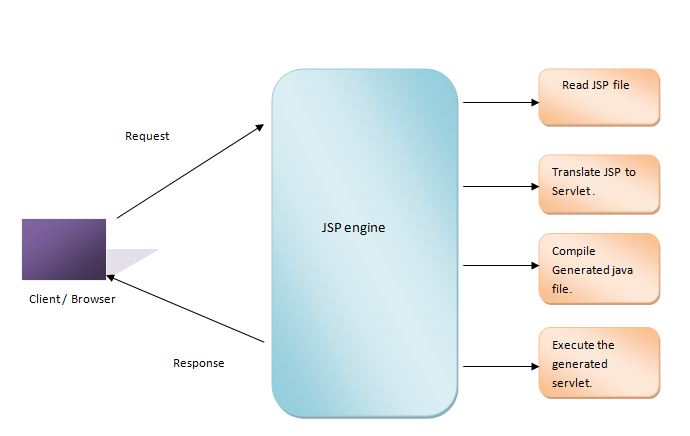 Read JSP file
Request
Translate JSP to
Servlet .
JSP engine
Compile
Generated java
file.
Client / Browser
Execute the
generated
servlet.
Response